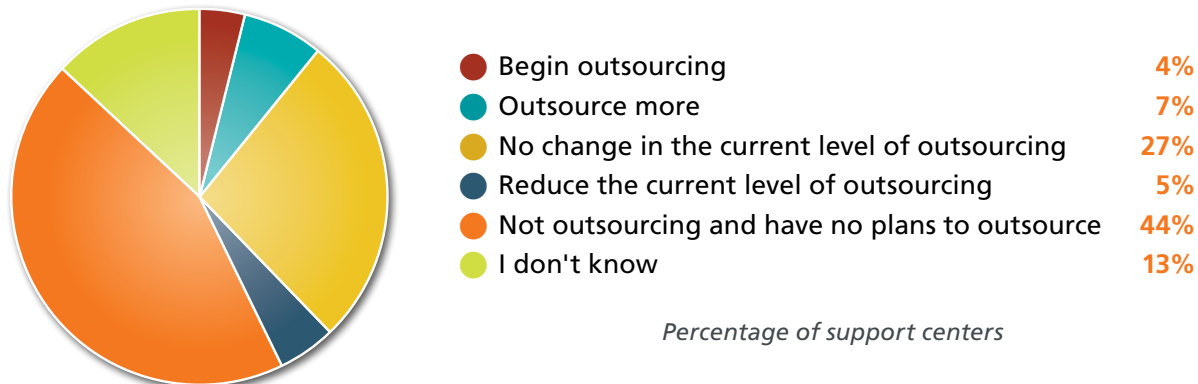 Begin outsourcing 4%
Outsource more 7%
No change in the current level of outsourcing 27%
Reduce the current level of outsourcing 5%
Not outsourcing and have no plans to outsource 44%
I don't know 13%
Percentage of support centers